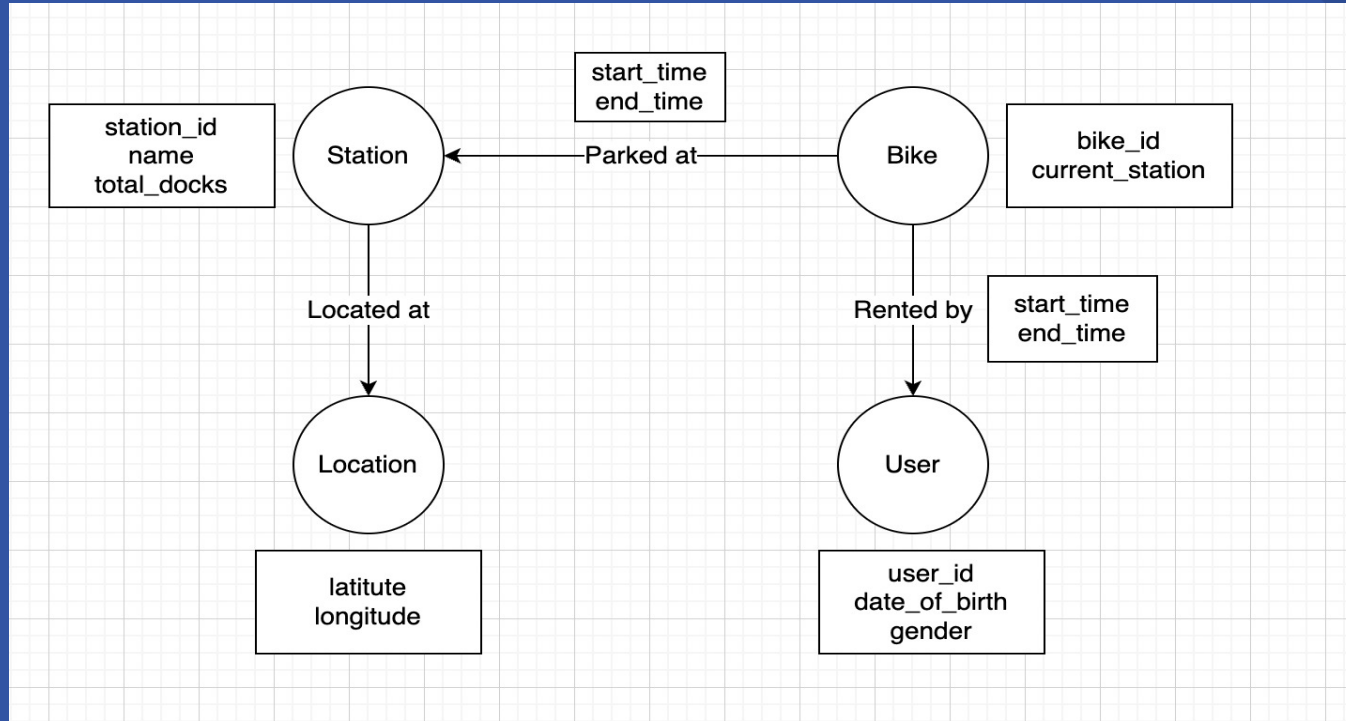 start_time
end_time
station_id
name
total_docks
Station
Parked at
Bike
bike_id
current_station
Located at
Rented by
start_time
end_time
Location
User
latitute
longitude
user_id
date_of_birth
gender